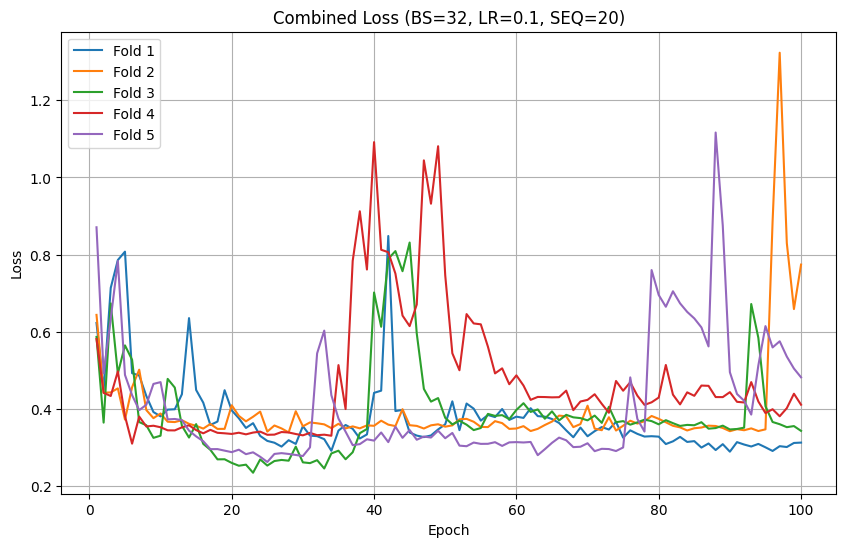 Combined Loss (BS=32, LR=0.1, SEQ=20)
Fold 1
Fold 2
Fold 3
Fold 4
Fold 5
Loss
1.2
1.0
0.8
0.6
0.4
0.2
0 20 40 60 80 100
Epoch